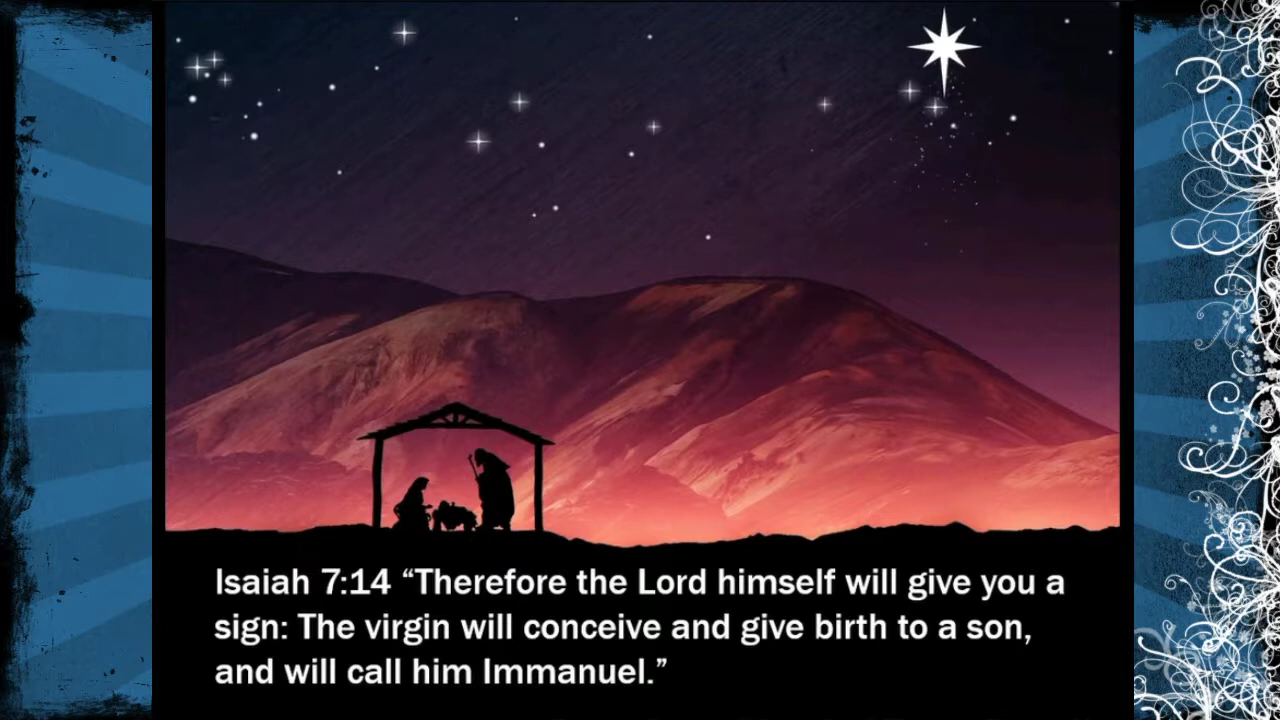 Isaiah 7:14 “Therefore the Lord himself will give you a
sign: The virgin will conceive and give birth to a son,
and will call him Immanuel.”